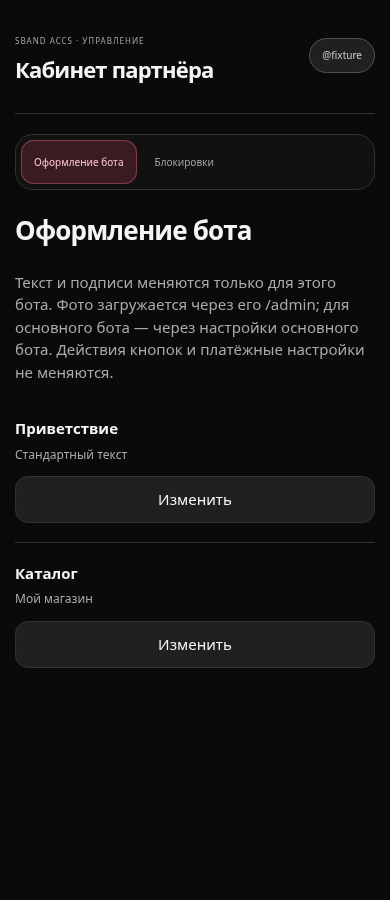 SBAND ACCS · УПРАВЛЕНИЕ
Кабинет партнёра
@fixture
Оформление бота
Блокировки
Оформление бота
Текст и подписи меняются только для этого
бота. Фото загружается через его /admin; для
основного бота — через настройки основного
бота. Действия кнопок и платёжные настройки
не меняются.
Приветствие
Стандартный текст
Изменить
Каталог
Мой магазин
Изменить